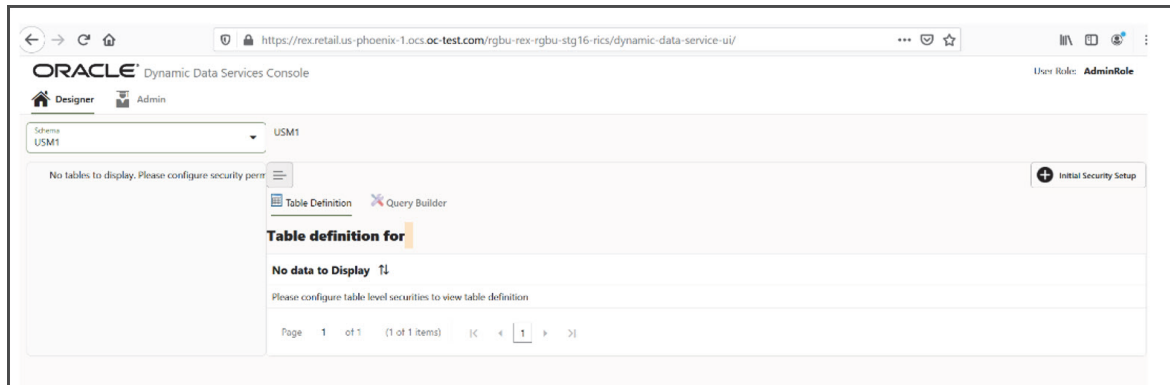 https://rex.retail.us-phoenix-1.ocs.oc-test.com/rgbu-rex-rgbu-stg16-rics/dynamic-data-service-ui/
ORACLE Dynamic Data Services Console
User Role: AdminRole
Designer Admin
Schema
USM1
USM1
No tables to display. Please configure security perm
Initial Security Setup
Table Definition Query Builder
Table definition for
No data to Display
Please configure table level securities to view table definition
Page 1 of 1 (1 of 1 items) 1